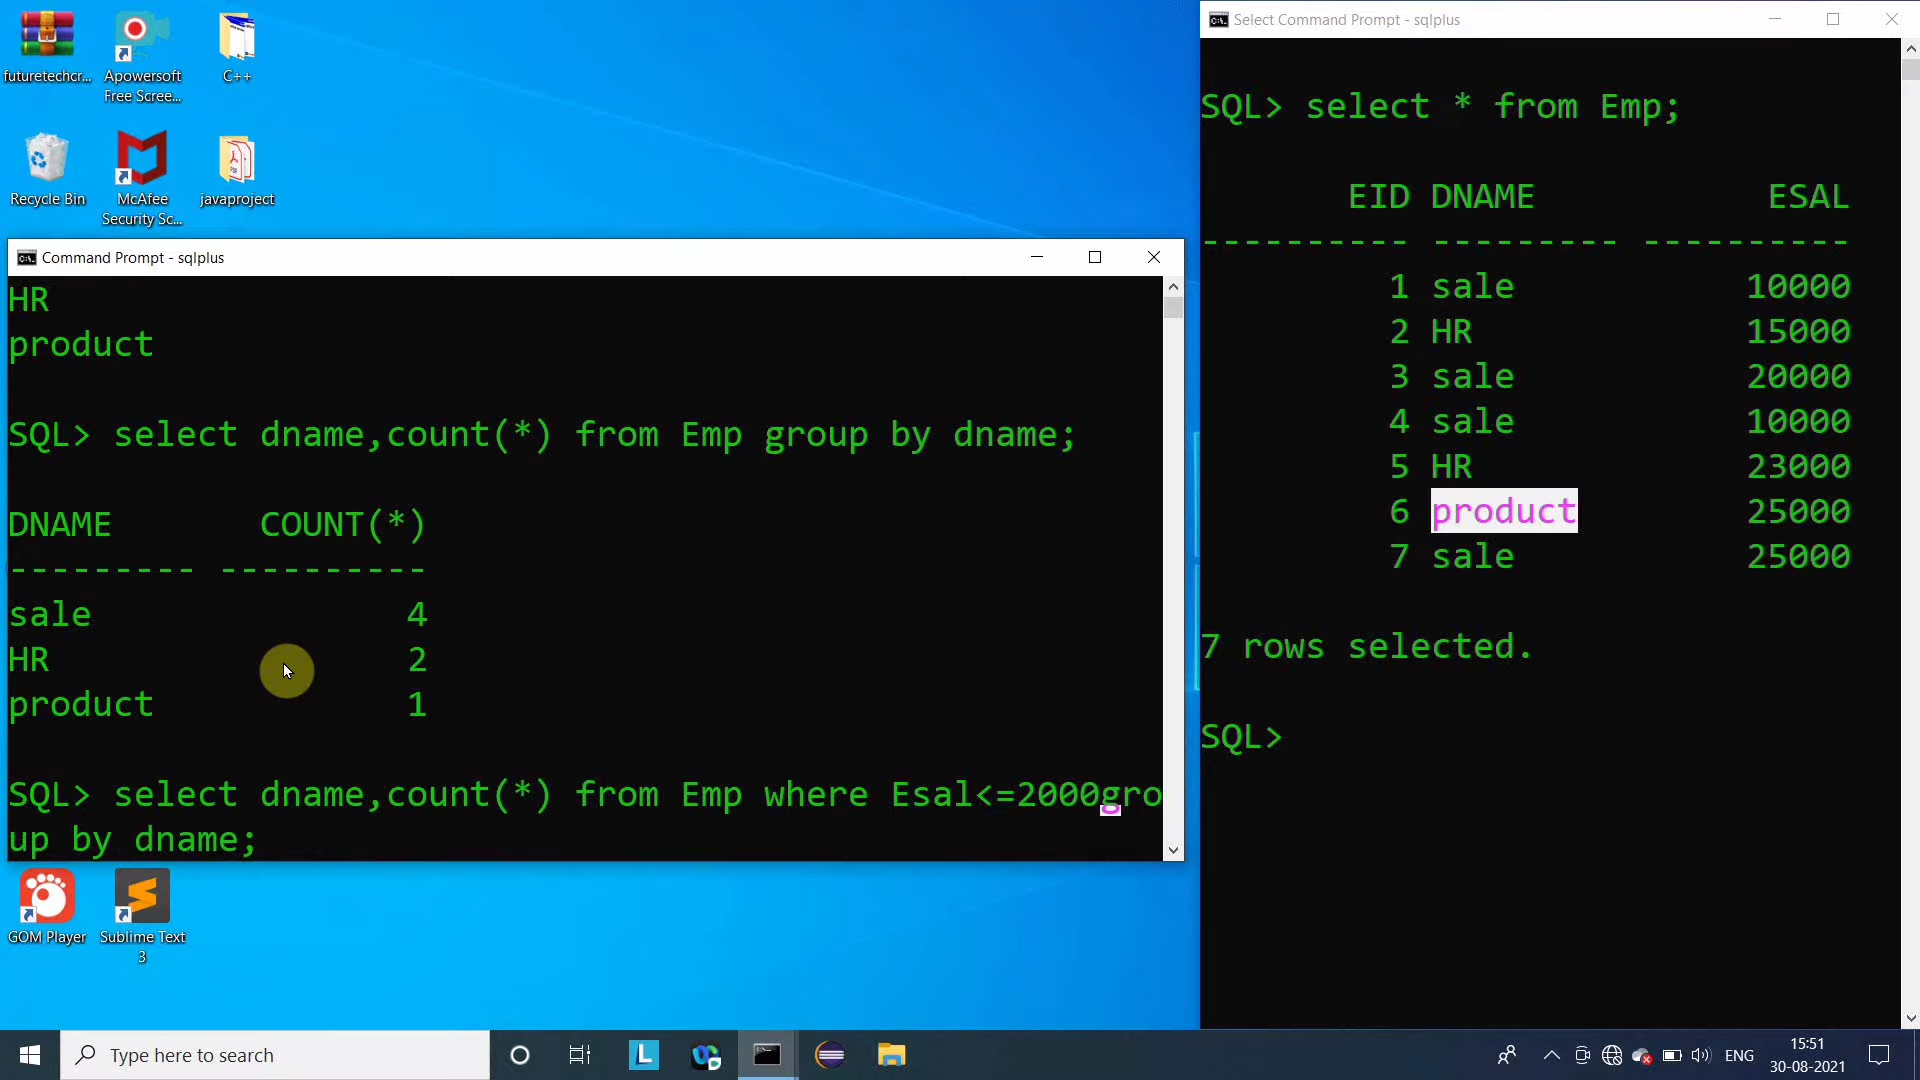 futuretechcr...
Apowersoft
Free Scree...
C++
Recycle Bin
McAfee
Security Sc...
javaproject
Command Prompt - sqlplus
HR
product
SQL> select dname,count(*) from Emp group by dname;
DNAME COUNT(*)
--------- ----------
sale 4
HR 2
product 1
SQL> select dname,count(*) from Emp where Esal<=2000gro
up by dname;
GOM Player
Sublime Text
3
Select Command Prompt - sqlplus
SQL> select * from Emp;
EID DNAME ESAL
---------- --------- ----------
1 sale 10000
2 HR 15000
3 sale 20000
4 sale 10000
5 HR 23000
6 product 25000
7 sale 25000
7 rows selected.
SQL>
Type here to search
L
ENG
15:51
30-08-2021